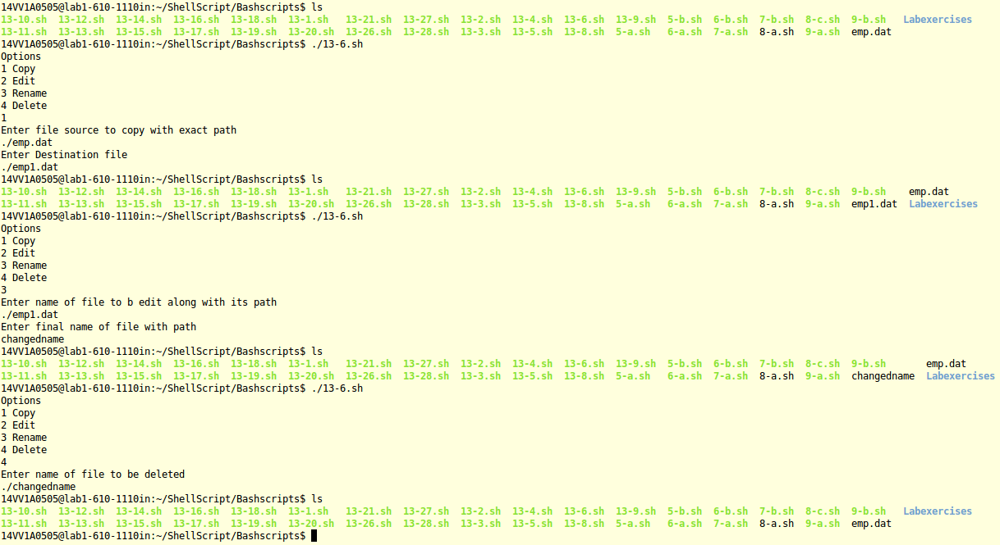 14VV1A0505@lab1-610-1110in:~/ShellScript/Bashscripts$ ls
13-10.sh  13-12.sh  13-14.sh  13-16.sh  13-18.sh  13-1.sh   13-21.sh  13-27.sh  13-2.sh  13-4.sh  13-6.sh  13-9.sh  5-b.sh  6-b.sh  7-b.sh  8-c.sh  9-b.sh   Labexercises
13-11.sh  13-13.sh  13-15.sh  13-17.sh  13-19.sh  13-20.sh  13-26.sh  13-28.sh  13-3.sh  13-5.sh  13-8.sh  5-a.sh   6-a.sh  7-a.sh  8-a.sh  9-a.sh  emp.dat
14VV1A0505@lab1-610-1110in:~/ShellScript/Bashscripts$ ./13-6.sh
Options
1 Copy
2 Edit
3 Rename
4 Delete
1
Enter file source to copy with exact path
./emp.dat
Enter Destination file
./emp1.dat
14VV1A0505@lab1-610-1110in:~/ShellScript/Bashscripts$ ls
13-10.sh  13-12.sh  13-14.sh  13-16.sh  13-18.sh  13-1.sh   13-21.sh  13-27.sh  13-2.sh  13-4.sh  13-6.sh  13-9.sh  5-b.sh  6-b.sh  7-b.sh  8-c.sh  9-b.sh    emp.dat
13-11.sh  13-13.sh  13-15.sh  13-17.sh  13-19.sh  13-20.sh  13-26.sh  13-28.sh  13-3.sh  13-5.sh  13-8.sh  5-a.sh   6-a.sh  7-a.sh  8-a.sh  9-a.sh  emp1.dat  Labexercises
14VV1A0505@lab1-610-1110in:~/ShellScript/Bashscripts$ ./13-6.sh
Options
1 Copy
2 Edit
3 Rename
4 Delete
3
Enter name of file to b edit along with its path
./emp1.dat
Enter final name of file with path
changedname
14VV1A0505@lab1-610-1110in:~/ShellScript/Bashscripts$ ls
13-10.sh  13-12.sh  13-14.sh  13-16.sh  13-18.sh  13-1.sh   13-21.sh  13-27.sh  13-2.sh  13-4.sh  13-6.sh  13-9.sh  5-b.sh  6-b.sh  7-b.sh  8-c.sh  9-b.sh       emp.dat
13-11.sh  13-13.sh  13-15.sh  13-17.sh  13-19.sh  13-20.sh  13-26.sh  13-28.sh  13-3.sh  13-5.sh  13-8.sh  5-a.sh   6-a.sh  7-a.sh  8-a.sh  9-a.sh  changedname  Labexercises
14VV1A0505@lab1-610-1110in:~/ShellScript/Bashscripts$ ./13-6.sh
Options
1 Copy
2 Edit
3 Rename
4 Delete
4
Enter name of file to be deleted
./changedname
14VV1A0505@lab1-610-1110in:~/ShellScript/Bashscripts$ ls
13-10.sh  13-12.sh  13-14.sh  13-16.sh  13-18.sh  13-1.sh   13-21.sh  13-27.sh  13-2.sh  13-4.sh  13-6.sh  13-9.sh  5-b.sh  6-b.sh  7-b.sh  8-c.sh  9-b.sh   Labexercises
13-11.sh  13-13.sh  13-15.sh  13-17.sh  13-19.sh  13-20.sh  13-26.sh  13-28.sh  13-3.sh  13-5.sh  13-8.sh  5-a.sh   6-a.sh  7-a.sh  8-a.sh  9-a.sh  emp.dat
14VV1A0505@lab1-610-1110in:~/ShellScript/Bashscripts$